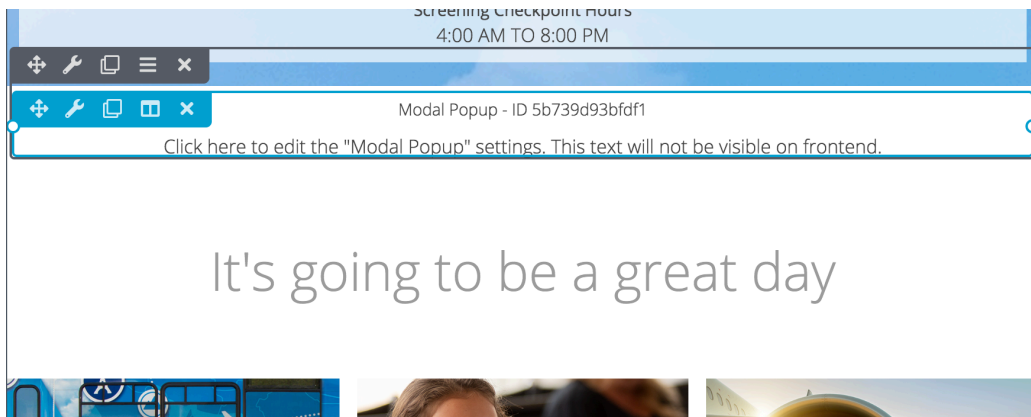 Screening Checkpoint Hours
4:00 AM TO 8:00 PM
Modal Popup - ID 5b739d93bfdf1
Click here to edit the "Modal Popup" settings. This text will not be visible on frontend.
It's going to be a great day